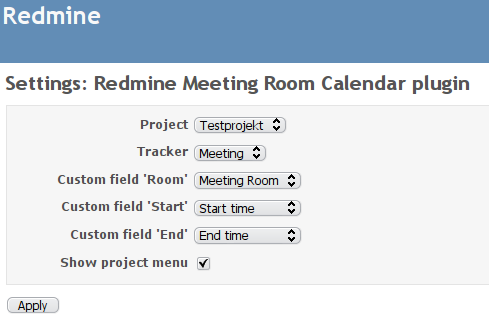 Redmine
Settings: Redmine Meeting Room Calendar plugin
Project Testprojekt
Tracker Meeting
Custom field 'Room' Meeting Room
Custom field 'Start' Start time
Custom field 'End' End time
Show project menu
Apply